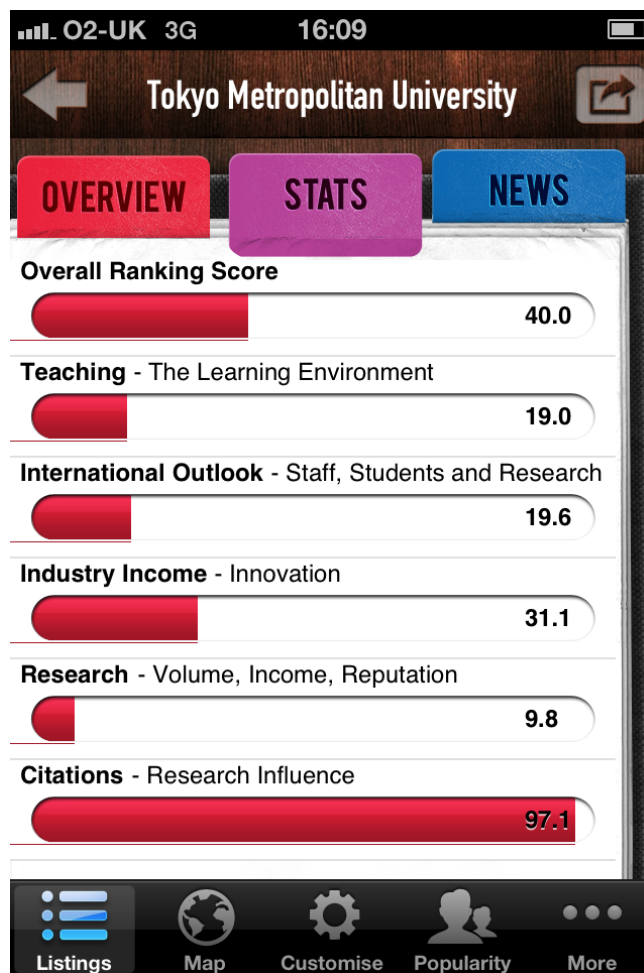 O2-UK 3G 16:09
Tokyo Metropolitan University
OVERVIEW STATS NEWS
Overall Ranking Score
40.0
Teaching - The Learning Environment
19.0
International Outlook - Staff, Students and Research
19.6
Industry Income - Innovation
31.1
Research - Volume, Income, Reputation
9.8
Citations - Research Influence
97.1
Listings Map Customise Popularity More